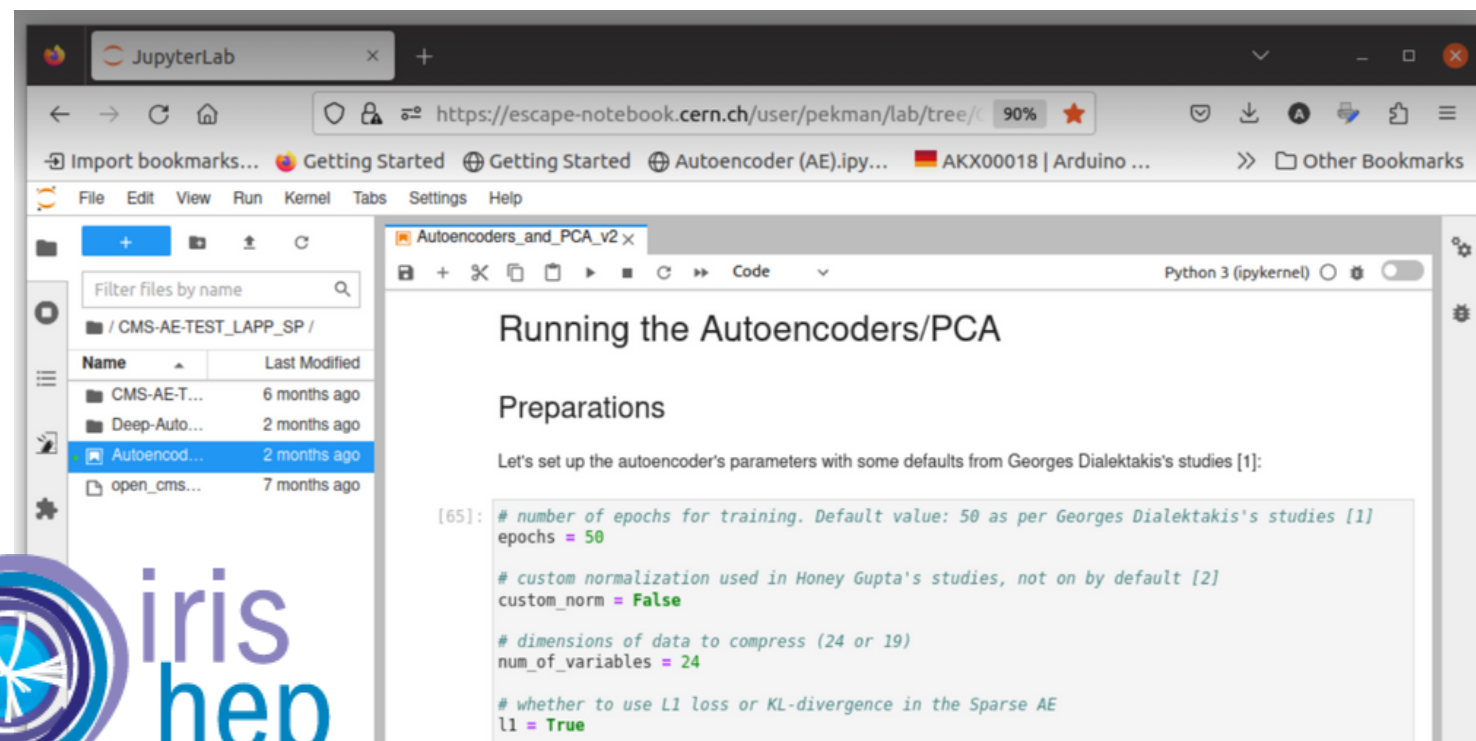 JupyterLab
https://escape-notebook.cern.ch/user/pekman/lab/tree/ 90%
Import bookmarks... Getting Started Getting Started Autoencoder (AE).ipy... AKX00018 | Arduino ... Other Bookmarks
File Edit View Run Kernel Tabs Settings Help
Autoencoders_and_PCA_v2
Code Python 3 (ipykernel)
Filter files by name
/ CMS-AE-TEST_LAPP_SP /
Name Last Modified
CMS-AE-T... 6 months ago
Deep-Auto... 2 months ago
Autoencod... 2 months ago
open_cms... 7 months ago
Running the Autoencoders/PCA
Preparations
Let's set up the autoencoder's parameters with some defaults from Georges Dialektakis's studies [1]:
[65]: # number of epochs for training. Default value: 50 as per Georges Dialektakis's studies [1]
epochs = 50
# custom normalization used in Honey Gupta's studies, not on by default [2]
custom_norm = False
# dimensions of data to compress (24 or 19)
num_of_variables = 24
# whether to use L1 loss or KL-divergence in the Sparse AE
l1 = True
iris
hep